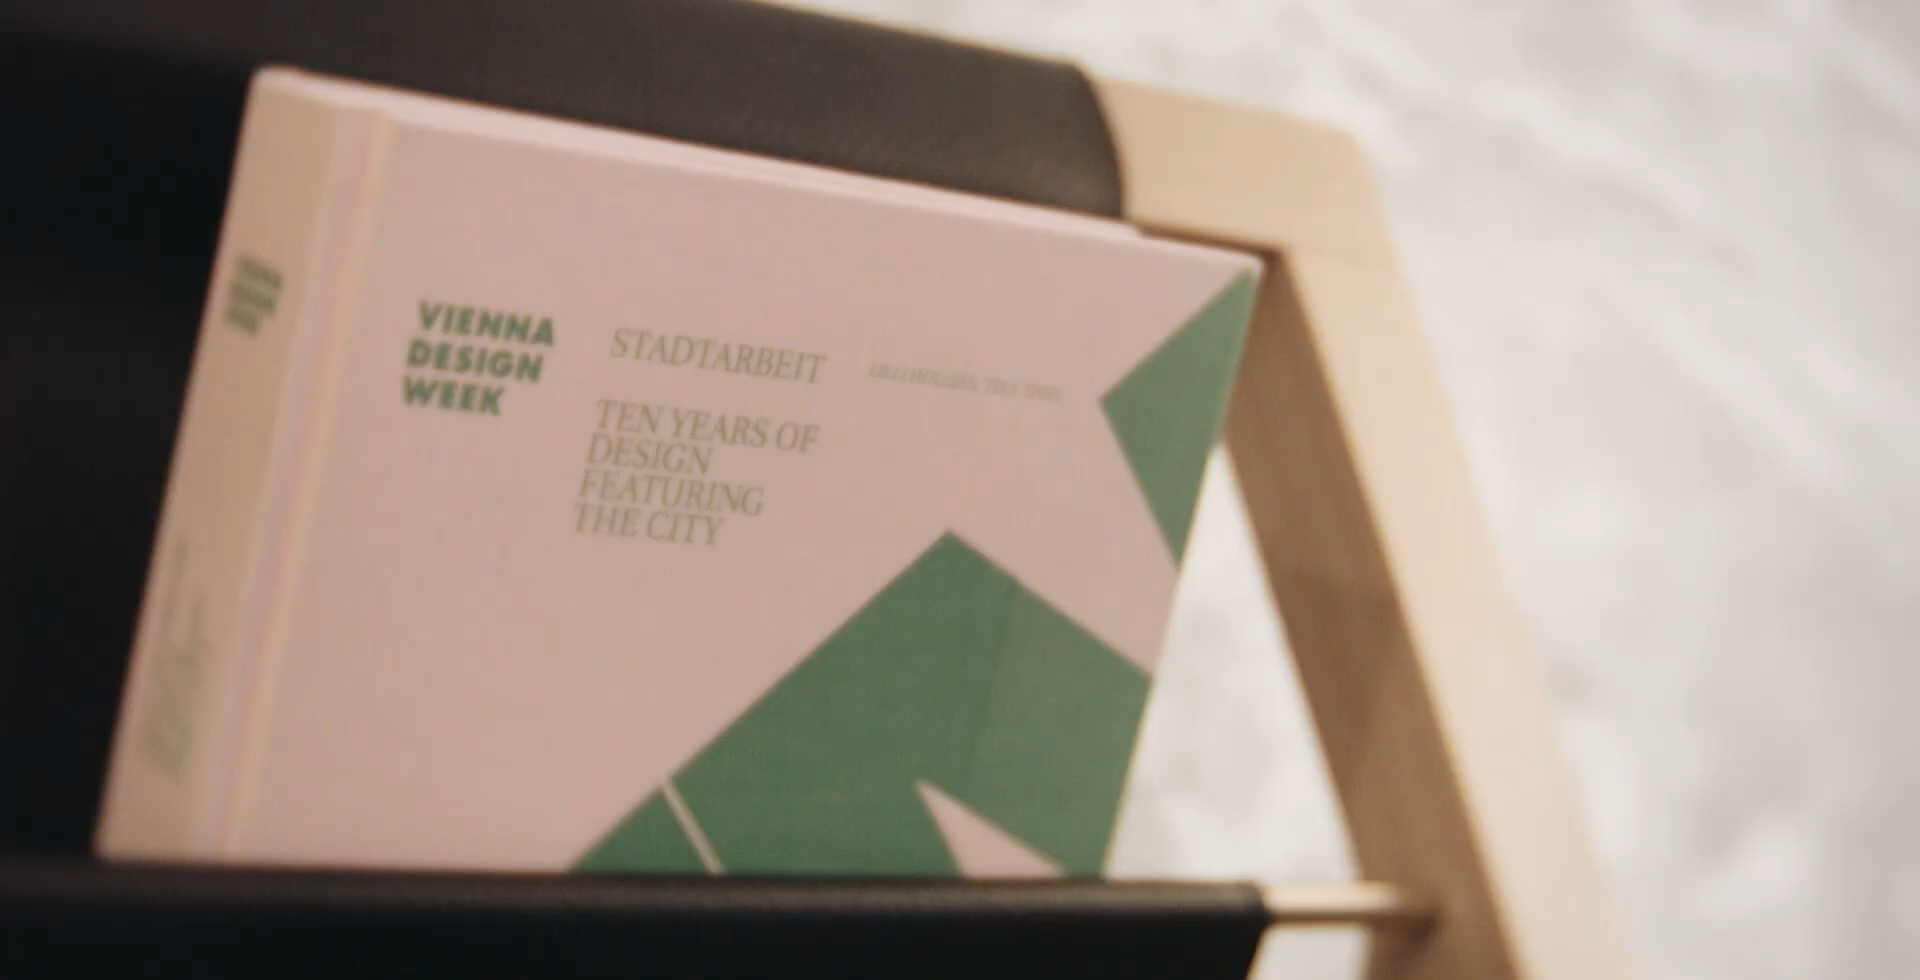 VIENNA
DESIGN
WEEK
STADTARBEIT
TEN YEARS OF
DESIGN
FEATURING
THE CITY